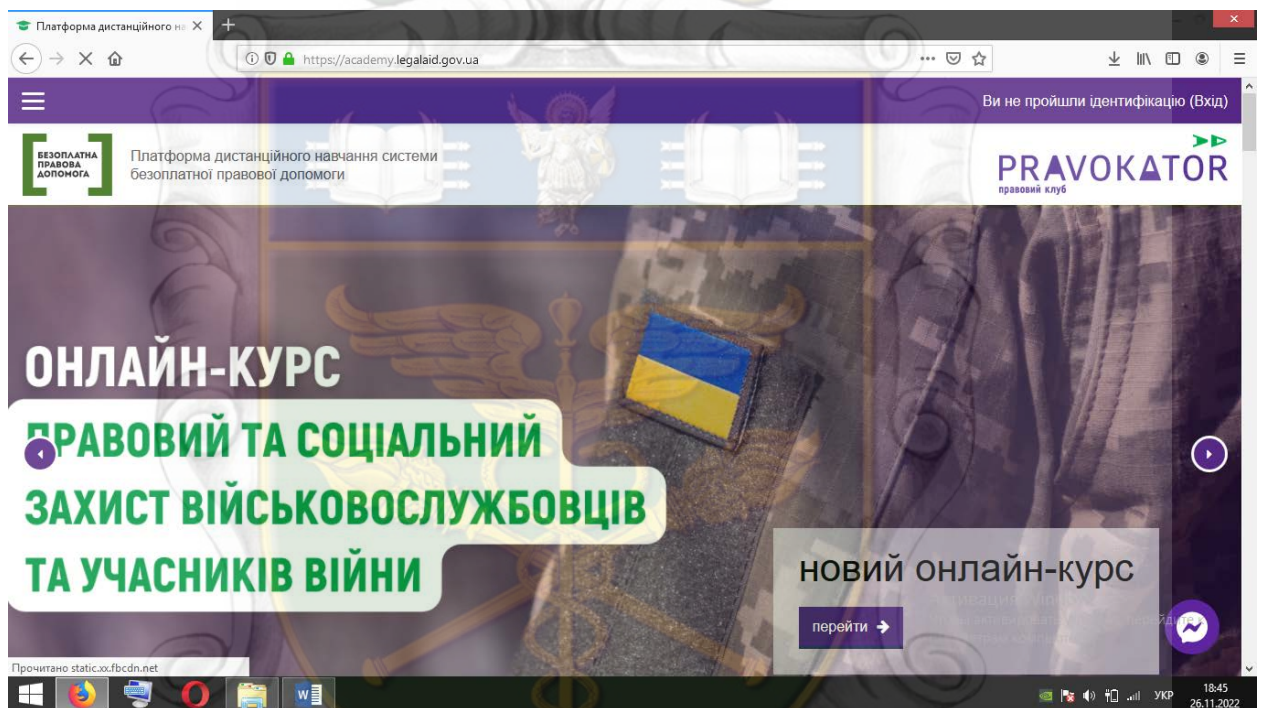 Платформа дистанційного на
https://academy.legalaid.gov.ua
Ви не пройшли ідентифікацію (Вхід)
БЕЗОПЛАТНА
ПРАВОВА
ДОПОМОГА
Платформа дистанційного навчання системи
безоплатної правової допомоги
PRAVOKATOR
правовий клуб
ОНЛАЙН-КУРС
ПРАВОВИЙ ТА СОЦІАЛЬНИЙ
ЗАХИСТ ВІЙСЬКОВОСЛУЖБОВЦІВ
ТА УЧАСНИКІВ ВІЙНИ
новий онлайн-курс
перейти
Прочитано static.xx.fbcdn.net
УКР
18:45
26.11.2022